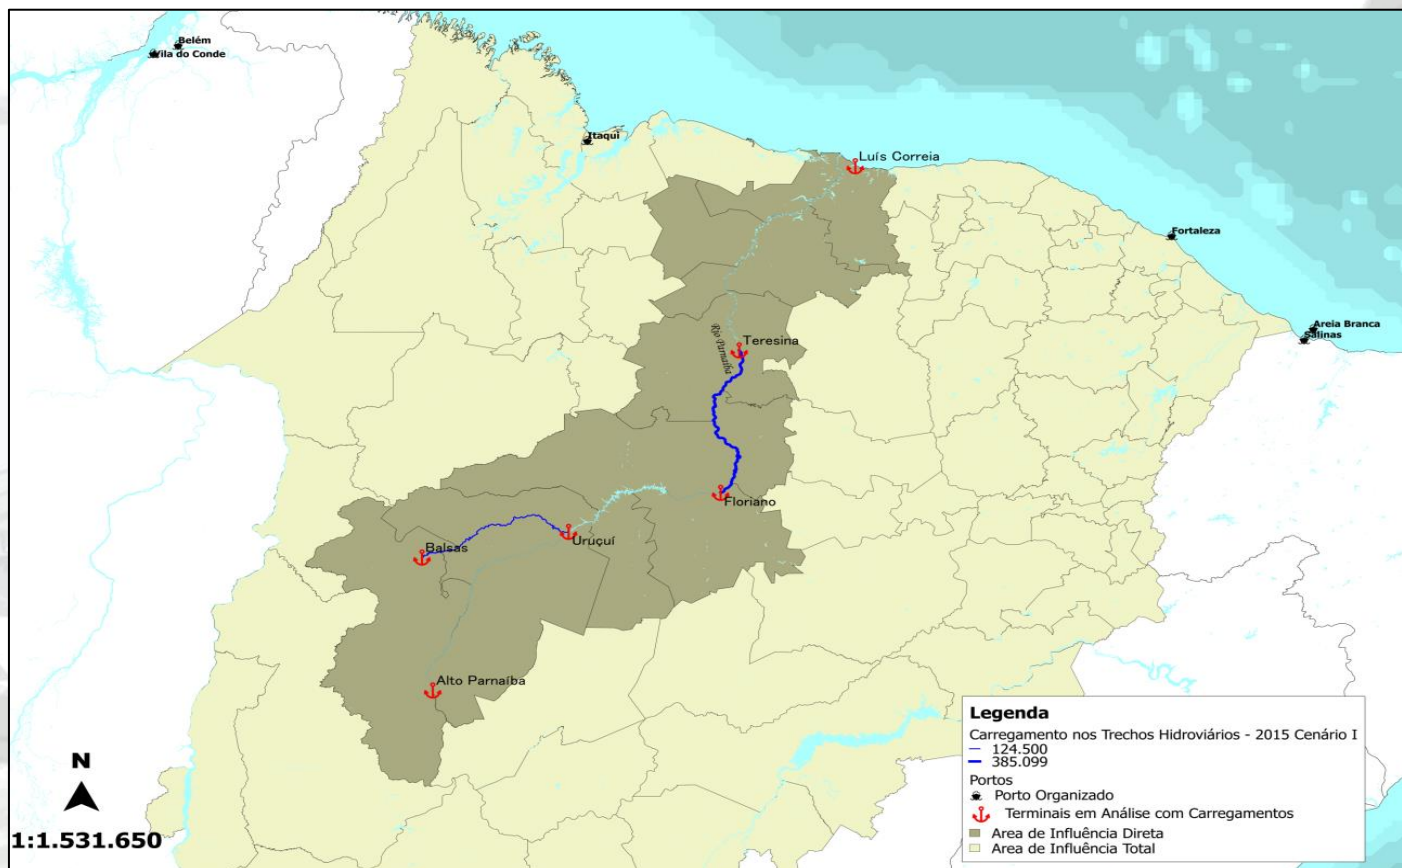 Belém
Vila do Conde
Itaqui
Luís Correia
Fortaleza
Areia Branca
Salinas
Teresina
Rio Parnaíba
Floriano
Uruçuí
Balsas
Alto Parnaíba
N
1:1.531.650
Legenda
Carregamento nos Trechos Hidroviários - 2015 Cenário I
124.500
385.099
Portos
Porto Organizado
Terminais em Análise com Carregamentos
Area de Influência Direta
Area de Influência Total